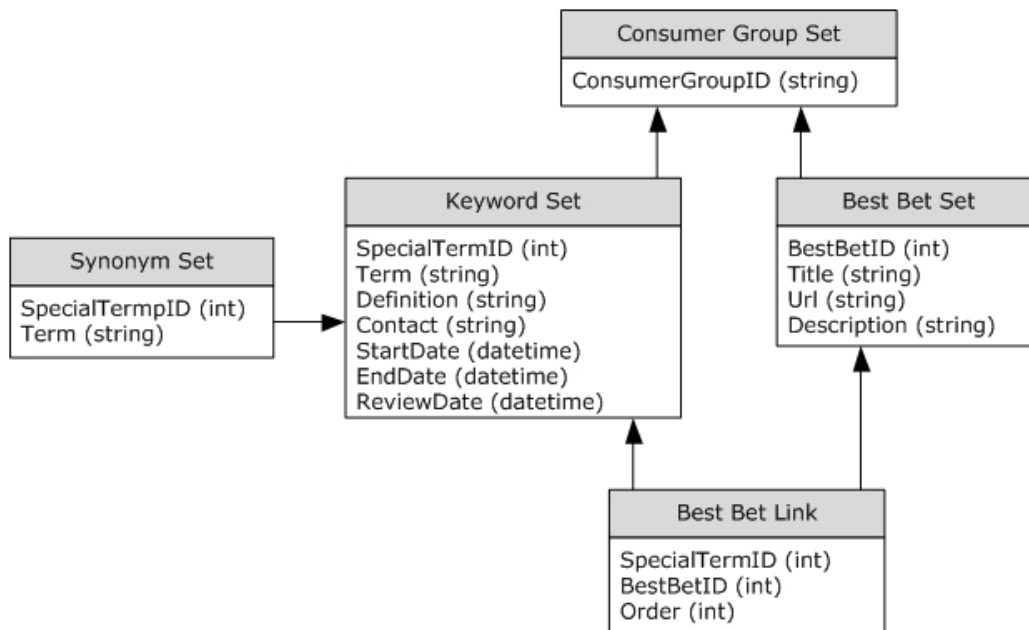 Consumer Group Set
ConsumerGroupID (string)
Keyword Set
SpecialTermID (int)
Term (string)
Definition (string)
Contact (string)
StartDate (datetime)
EndDate (datetime)
ReviewDate (datetime)
Best Bet Set
BestBetID (int)
Title (string)
Url (string)
Description (string)
Synonym Set
SpecialTermpID (int)
Term (string)
Best Bet Link
SpecialTermID (int)
BestBetID (int)
Order (int)